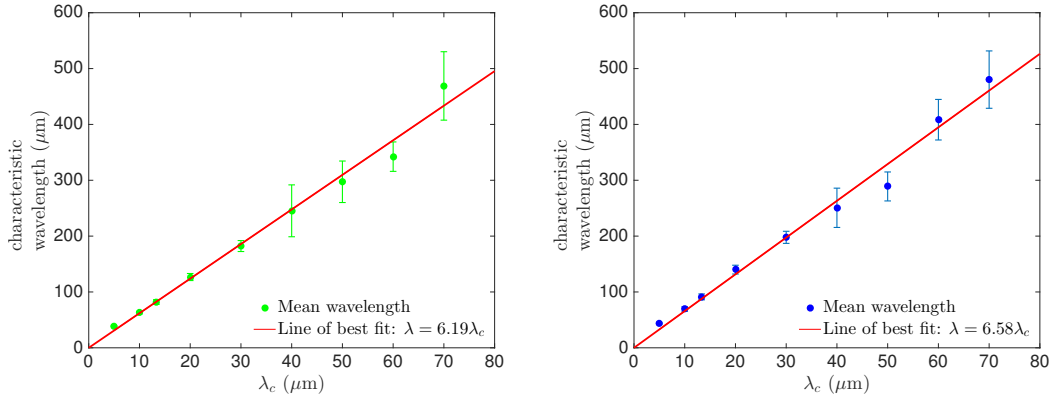 600
500
400
300
200
100
0
characteristic
wavelength (μm)
0 10 20 30 40 50 60 70 80
λc (μm)
Mean wavelength
Line of best fit: λ = 6.19λc
600
500
400
300
200
100
0
characteristic
wavelength (μm)
0 10 20 30 40 50 60 70 80
λc (μm)
Mean wavelength
Line of best fit: λ = 6.58λc